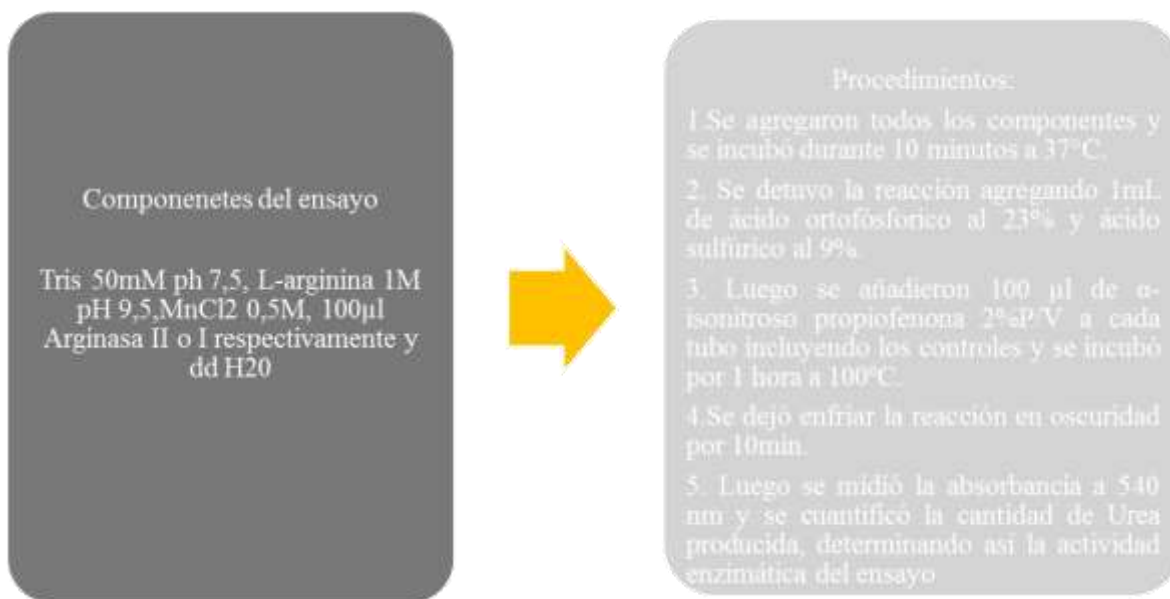 Componenetes del ensayo
Tris 50mM ph 7,5, L-arginina 1M
pH 9,5,MnCl2 0,5M, 100µl
Arginasa II o I respectivamente y
dd H20
Procedimientos:
1.Se agregaron todos los componentes y
se incubó durante 10 minutos a 37°C.
2. Se detuvo la reacción agregando 1mL
de ácido ortofósforico al 23% y ácido
sulfúrico al 9%.
3. Luego se añadieron 100 µl de α-
isonitroso propiofenona 2%P/V a cada
tubo incluyendo los controles y se incubó
por 1 hora a 100°C.
4.Se dejó enfriar la reacción en oscuridad
por 10min.
5. Luego se midió la absorbancia a 540
nm y se cuantificó la cantidad de Urea
producida, determinando así la actividad
enzimática del ensayo